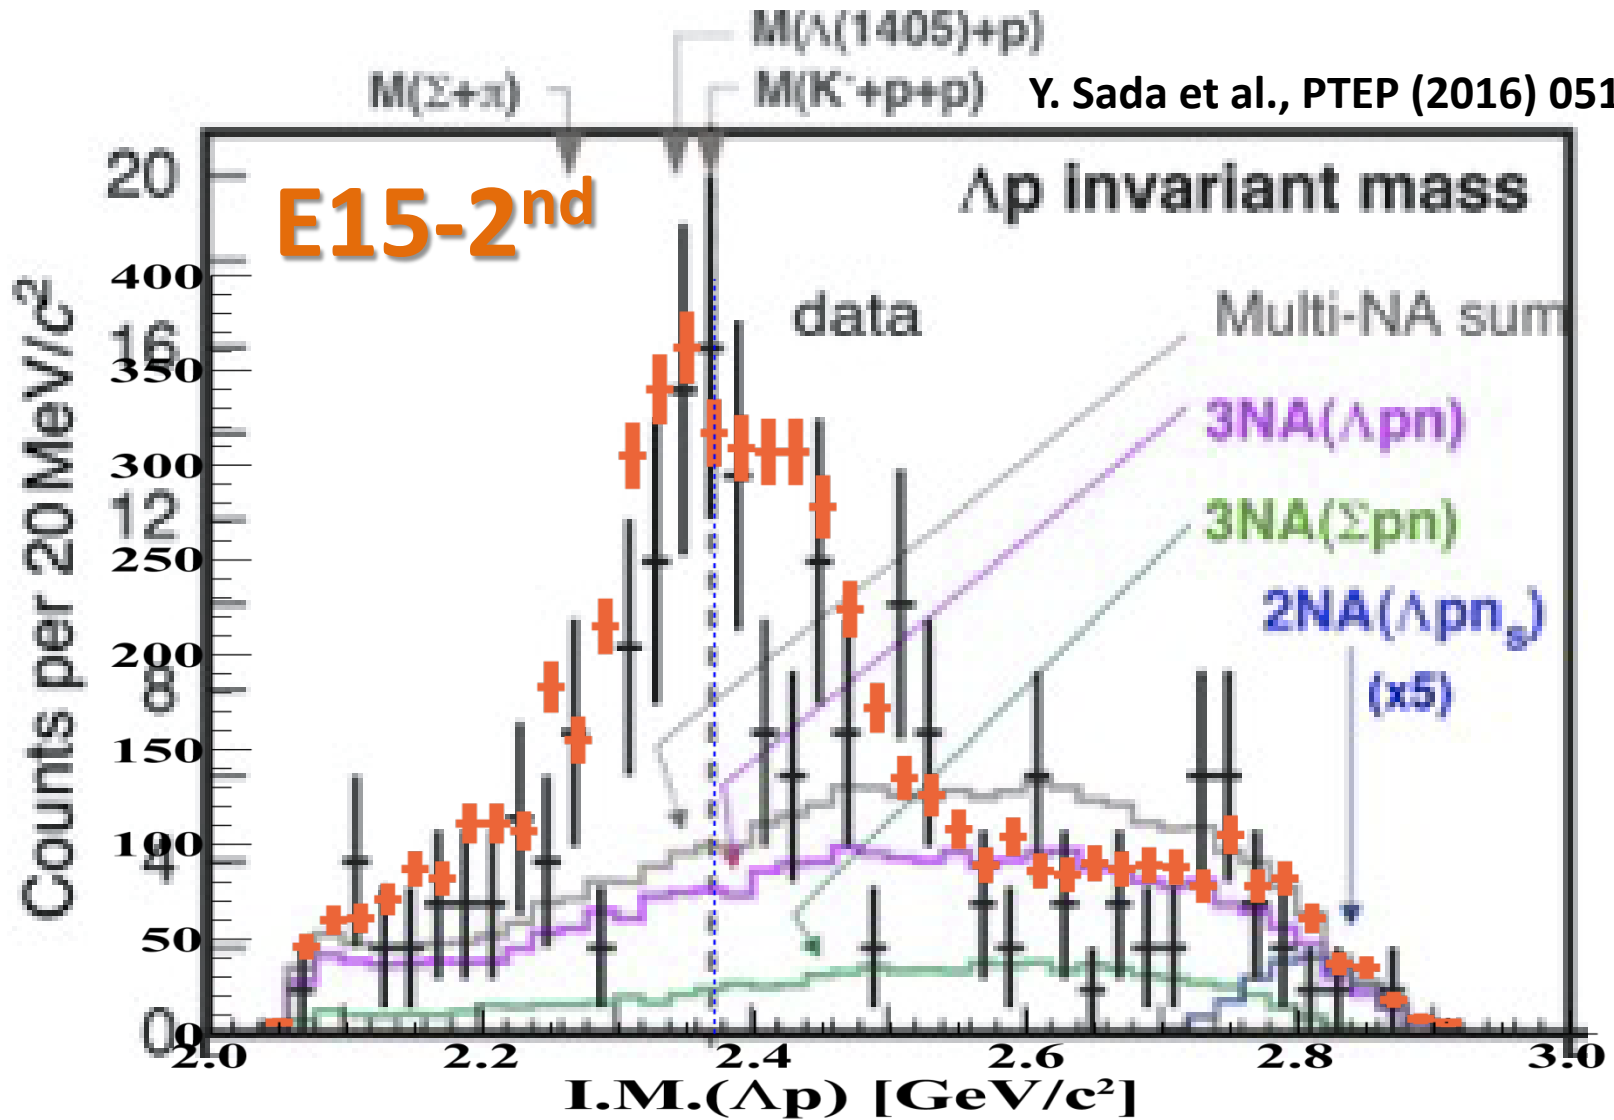 M(Λ(1405)+p)
M(Σ+π)
M(K⁻+p+p)
Y. Sada et al., PTEP (2016) 051
20
E15-2nd
Λp invariant mass
400
data
Multi-NA sum
16
350
3NA(Λpn)
300
12
3NA(Σpn)
250
2NA(Λpns)
200
8
(x5)
150
100
4
50
0
0
2.0
2.2
2.4
2.6
2.8
3.0
I.M.(Λp) [GeV/c²]
Counts per 20 MeV/c²